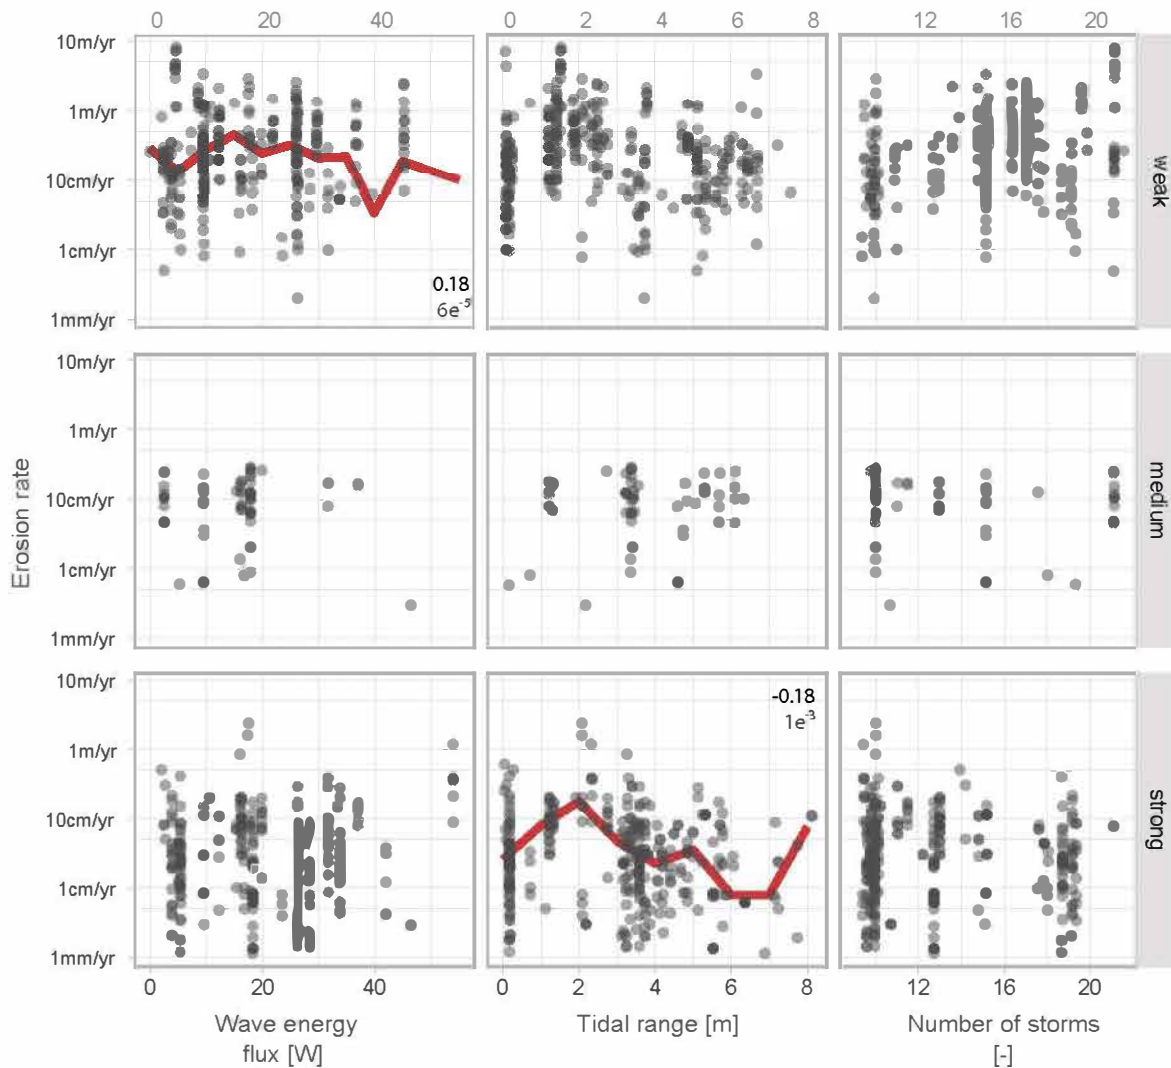 0 20 40 0 2 4 6 8 12 16 20
10m/yr
1m/yr
10cm/yr
1cm/yr
1mm/yr
0.18
6e-5
weak
10m/yr
1m/yr
10cm/yr
1cm/yr
1mm/yr
medium
Erosion rate
10m/yr
1m/yr
10cm/yr
1cm/yr
1mm/yr
-0.18
1e-3
strong
0 20 40 0 2 4 6 8 12 16 20
Wave energy
flux [W]
Tidal range [m]
Number of storms
[-]